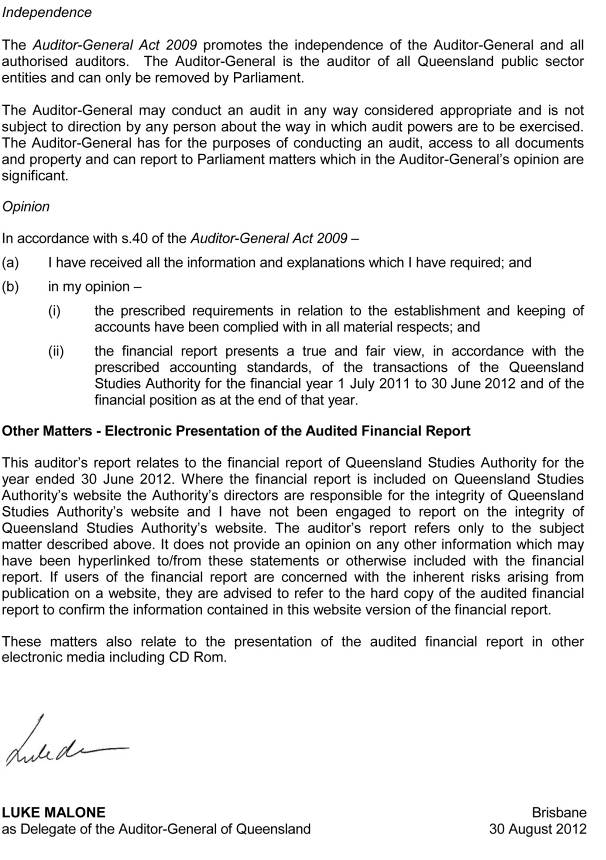 Independence
The Auditor-General Act 2009 promotes the independence of the Auditor-General and all
authorised auditors. The Auditor-General is the auditor of all Queensland public sector
entities and can only be removed by Parliament.
The Auditor-General may conduct an audit in any way considered appropriate and is not
subject to direction by any person about the way in which audit powers are to be exercised.
The Auditor-General has for the purposes of conducting an audit, access to all documents
and property and can report to Parliament matters which in the Auditor-General's opinion are
significant.
Opinion
In accordance with s.40 of the Auditor-General Act 2009 –
(a) I have received all the information and explanations which I have required; and
(b) in my opinion –
(i) the prescribed requirements in relation to the establishment and keeping of
accounts have been complied with in all material respects; and
(ii) the financial report presents a true and fair view, in accordance with the
prescribed accounting standards, of the transactions of the Queensland
Studies Authority for the financial year 1 July 2011 to 30 June 2012 and of the
financial position as at the end of that year.
Other Matters - Electronic Presentation of the Audited Financial Report
This auditor's report relates to the financial report of Queensland Studies Authority for the
year ended 30 June 2012. Where the financial report is included on Queensland Studies
Authority's website the Authority's directors are responsible for the integrity of Queensland
Studies Authority's website and I have not been engaged to report on the integrity of
Queensland Studies Authority's website. The auditor's report refers only to the subject
matter described above. It does not provide an opinion on any other information which may
have been hyperlinked to/from these statements or otherwise included with the financial
report. If users of the financial report are concerned with the inherent risks arising from
publication on a website, they are advised to refer to the hard copy of the audited financial
report to confirm the information contained in this website version of the financial report.
These matters also relate to the presentation of the audited financial report in other
electronic media including CD Rom.
LUKE MALONE Brisbane
as Delegate of the Auditor-General of Queensland 30 August 2012